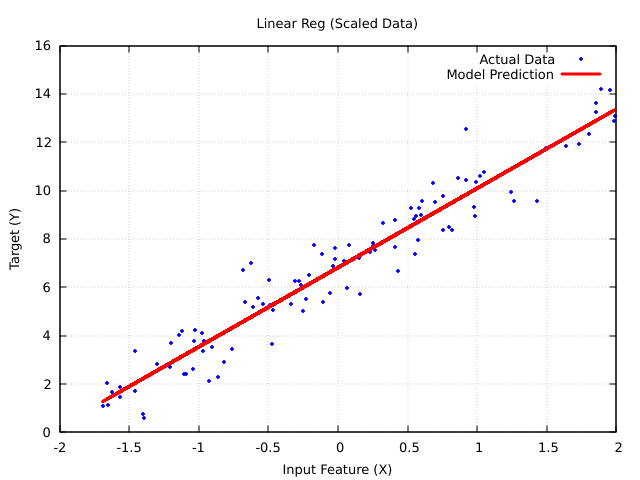 Linear Reg (Scaled Data)
16
14
12
10
8
6
4
2
0
Target (Y)
Actual Data
Model Prediction
-2 -1.5 -1 -0.5 0 0.5 1 1.5 2
Input Feature (X)